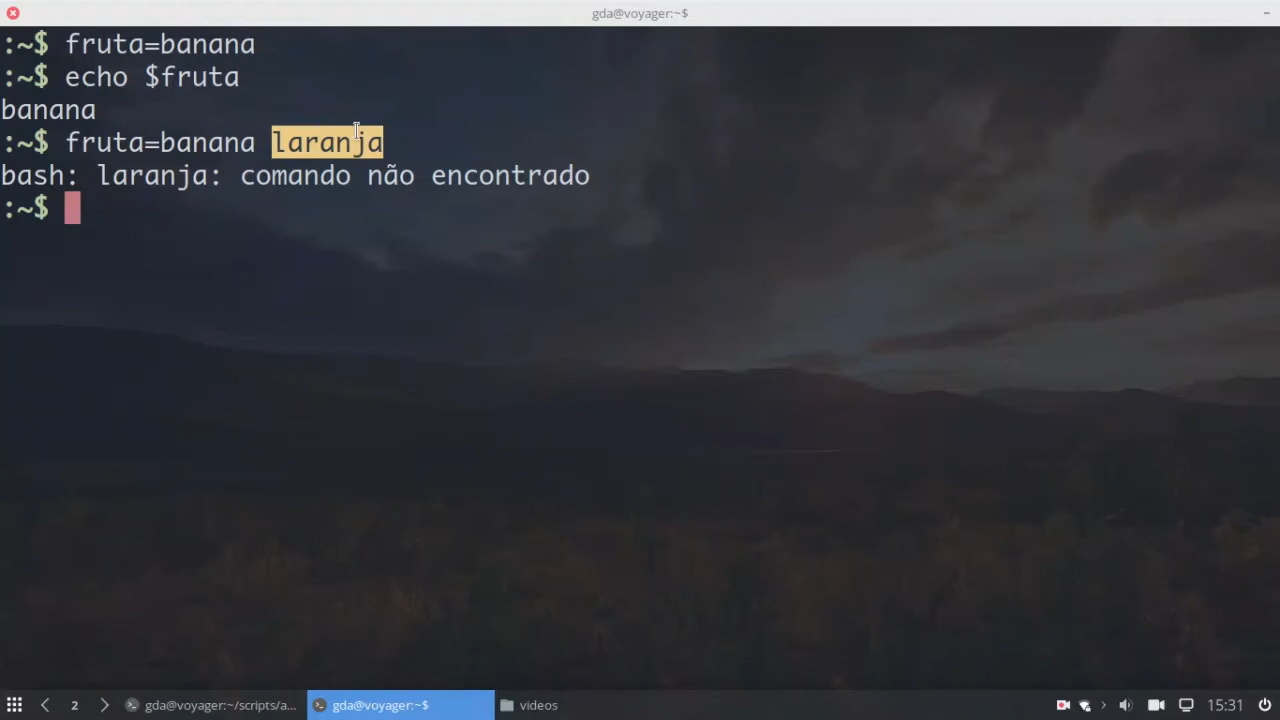 gda@voyager:~$
:~$ fruta=banana
:~$ echo $fruta
banana
:~$ fruta=banana laranja
bash: laranja: comando não encontrado
:~$
2 gda@voyager:~/scripts/a... gda@voyager:~$ videos 15:31